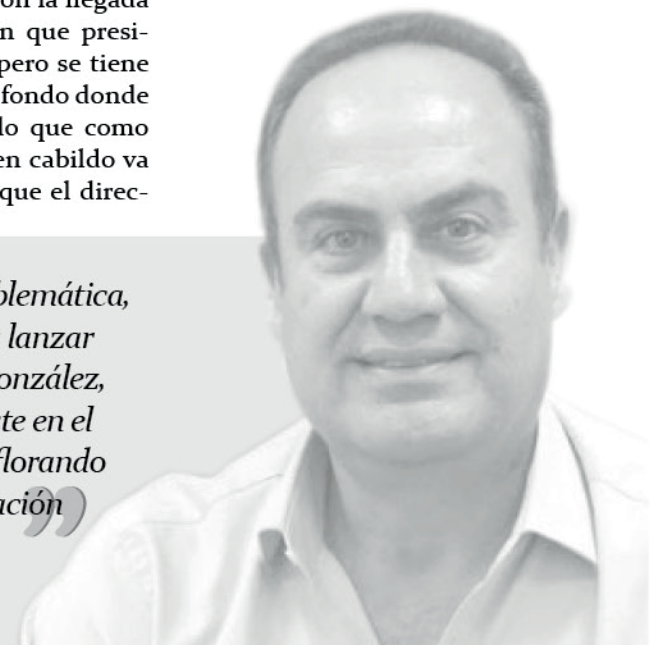 on la llegada
n que presi-
pero se tiene
fondo donde
lo que como
en cabildo va
que el direc-
blemática,
lanzar
onzález,
te en el
florando
ación”